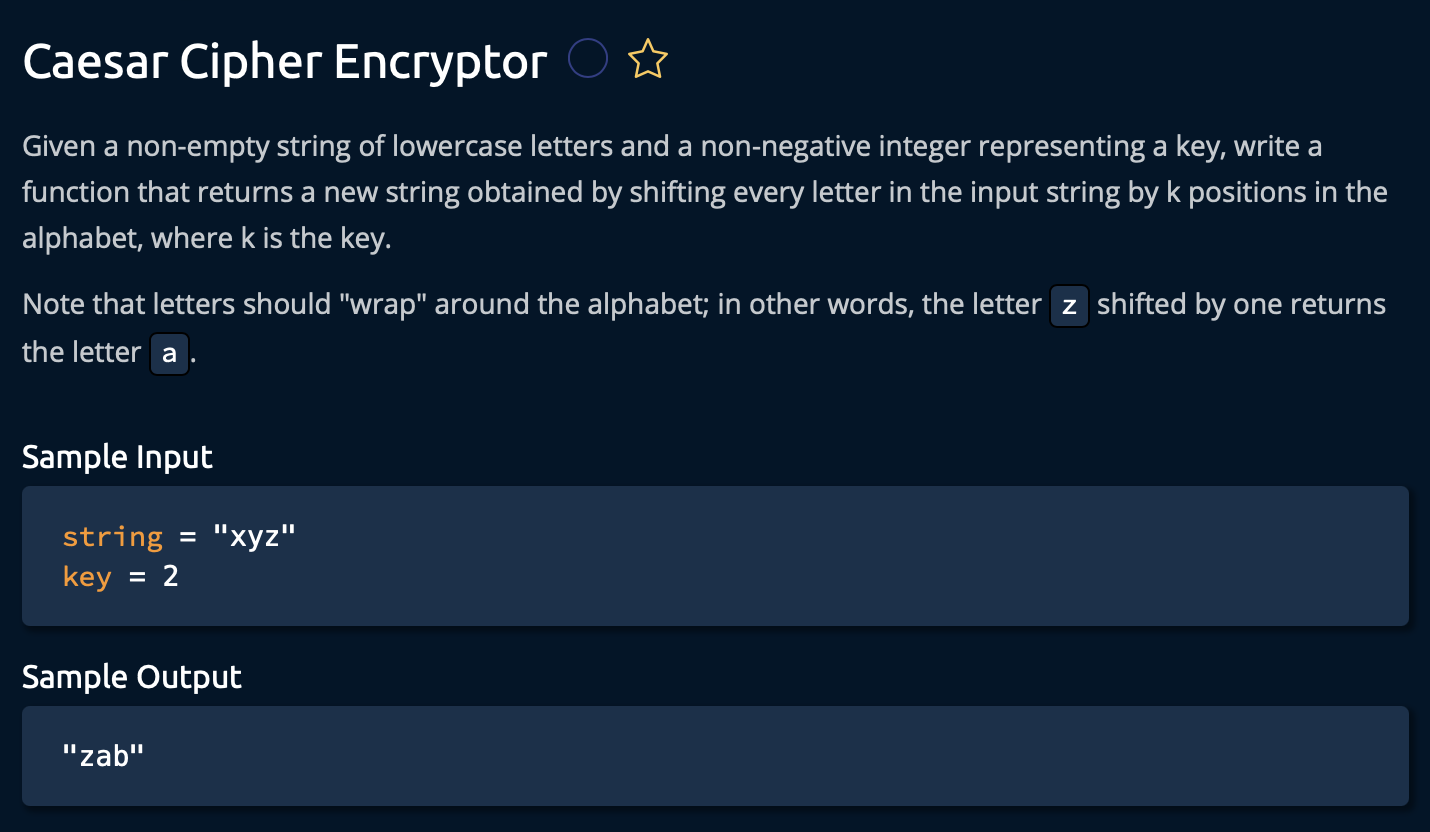 Caesar Cipher Encryptor
Given a non-empty string of lowercase letters and a non-negative integer representing a key, write a
function that returns a new string obtained by shifting every letter in the input string by k positions in the
alphabet, where k is the key.
Note that letters should "wrap" around the alphabet; in other words, the letter z shifted by one returns
the letter a.
Sample Input
string = "xyz"
key = 2
Sample Output
"zab"